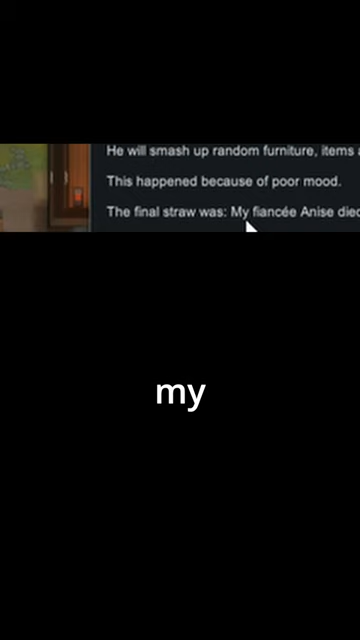 He will smash up random furniture, items
This happened because of poor mood.
The final straw was: My fiancée Anise died
my